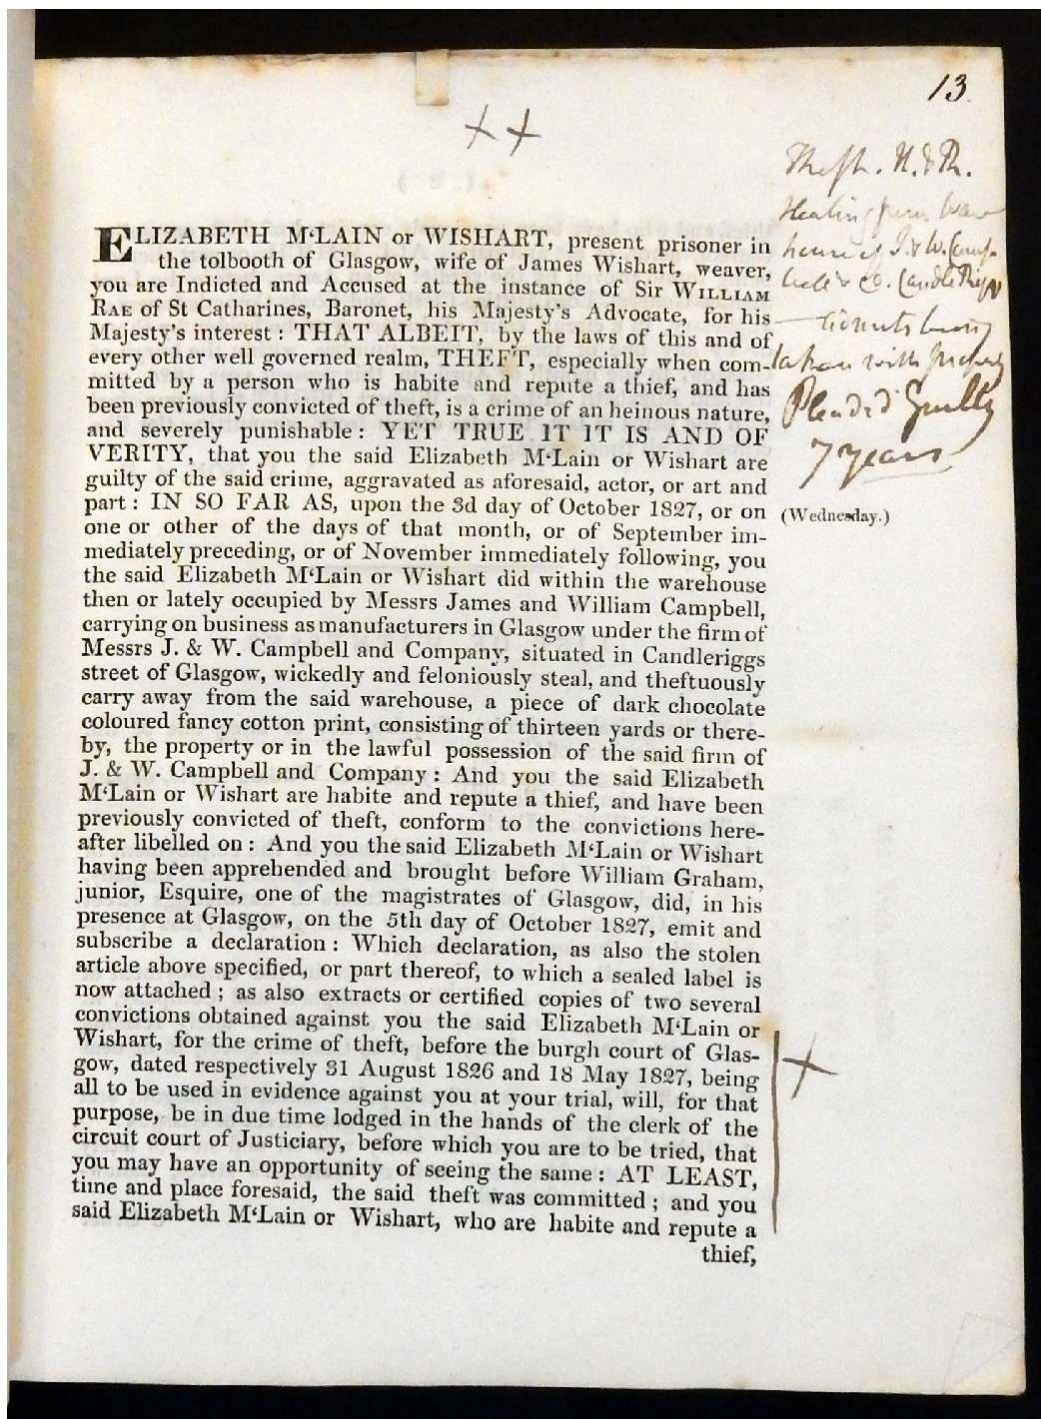 13.
Theft. H. & R.
Stealing from Ware
house of J. & W. Camp-
bell & Co. Candleriggs
taken with property
Pleaded Guilty
7 years
ELIZABETH M'LAIN or WISHART, present prisoner in
the tolbooth of Glasgow, wife of James Wishart, weaver,
you are Indicted and Accused at the instance of Sir WILLIAM
RAE of St Catharines, Baronet, his Majesty's Advocate, for his
Majesty's interest: THAT ALBEIT, by the laws of this and of
every other well governed realm, THEFT, especially when com-
mitted by a person who is habite and repute a thief, and has
been previously convicted of theft, is a crime of an heinous nature,
and severely punishable: YET TRUE IT IT IS AND OF
VERITY, that you the said Elizabeth M'Lain or Wishart are
guilty of the said crime, aggravated as aforesaid, actor, or art and
part: IN SO FAR AS, upon the 3d day of October 1827, or on
(Wednesday.)
one or other of the days of that month, or of September im-
mediately preceding, or of November immediately following, you
the said Elizabeth M'Lain or Wishart did within the warehouse
then or lately occupied by Messrs James and William Campbell,
carrying on business as manufacturers in Glasgow under the firm of
Messrs J. & W. Campbell and Company, situated in Candleriggs
street of Glasgow, wickedly and feloniously steal, and theftuously
carry away from the said warehouse, a piece of dark chocolate
coloured fancy cotton print, consisting of thirteen yards or there-
by, the property or in the lawful possession of the said firm of
J. & W. Campbell and Company: And you the said Elizabeth
M'Lain or Wishart are habite and repute a thief, and have been
previously convicted of theft, conform to the convictions here-
after libelled on: And you the said Elizabeth M'Lain or Wishart
having been apprehended and brought before William Graham,
junior, Esquire, one of the magistrates of Glasgow, did, in his
presence at Glasgow, on the 5th day of October 1827, emit and
subscribe a declaration: Which declaration, as also the stolen
article above specified, or part thereof, to which a sealed label is
now attached; as also extracts or certified copies of two several
convictions obtained against you the said Elizabeth M'Lain or
Wishart, for the crime of theft, before the burgh court of Glas-
gow, dated respectively 31 August 1826 and 18 May 1827, being
all to be used in evidence against you at your trial, will, for that
purpose, be in due time lodged in the hands of the clerk of the
circuit court of Justiciary, before which you are to be tried, that
you may have an opportunity of seeing the same: AT LEAST,
time and place foresaid, the said theft was committed; and you
said Elizabeth M'Lain or Wishart, who are habite and repute a
thief,